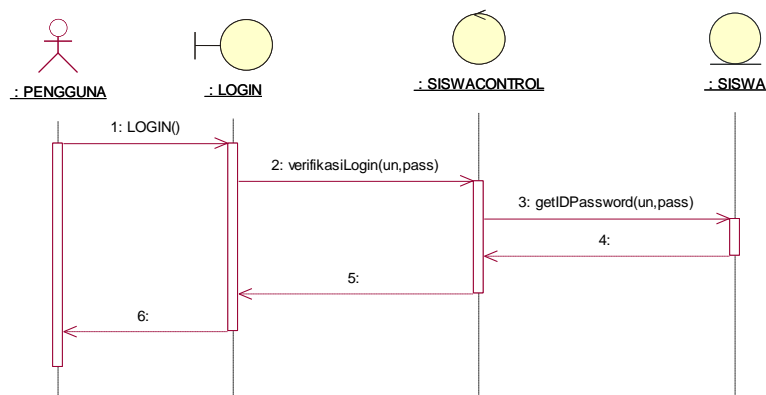 : PENGGUNA
: LOGIN
: SISWACONTROL
: SISWA
1: LOGIN()
2: verifikasiLogin(un,pass)
3: getIDPassword(un,pass)
4:
5:
6: